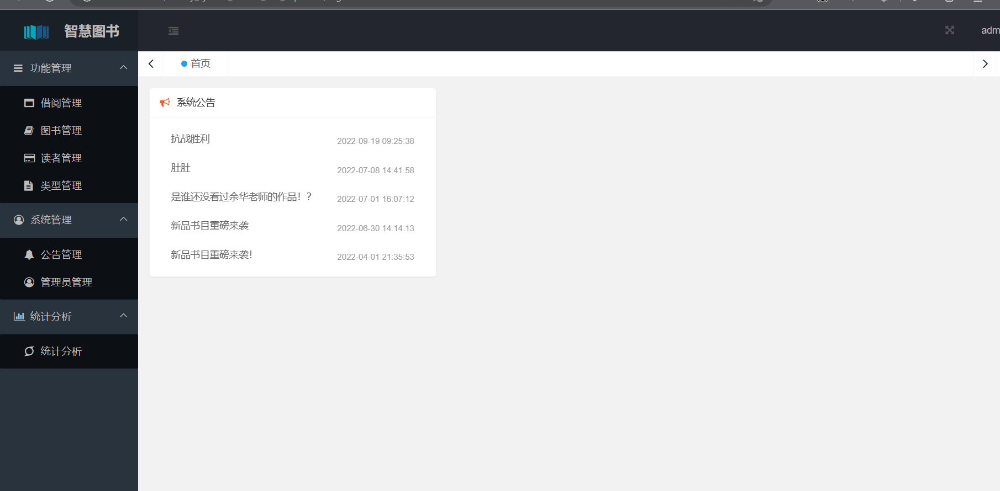 智慧图书
adm
功能管理
借阅管理
图书管理
读者管理
类型管理
系统管理
公告管理
管理员管理
统计分析
统计分析
首页
系统公告
抗战胜利 2022-09-19 09:25:38
肚肚 2022-07-08 14:41:58
是谁还没看过余华老师的作品！？ 2022-07-01 16:07:12
新品书目重磅来袭 2022-06-30 14:14:13
新品书目重磅来袭！ 2022-04-01 21:35:53